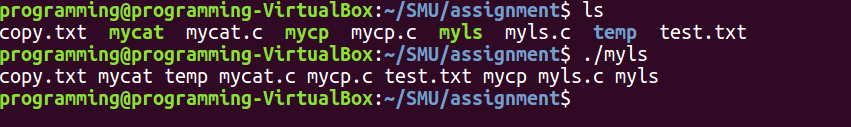 programming@programming-VirtualBox:~/SMU/assignment$ ls
copy.txt mycat mycat.c mycp mycp.c myls myls.c temp test.txt
programming@programming-VirtualBox:~/SMU/assignment$ ./myls
copy.txt mycat temp mycat.c mycp.c test.txt mycp myls.c myls
programming@programming-VirtualBox:~/SMU/assignment$